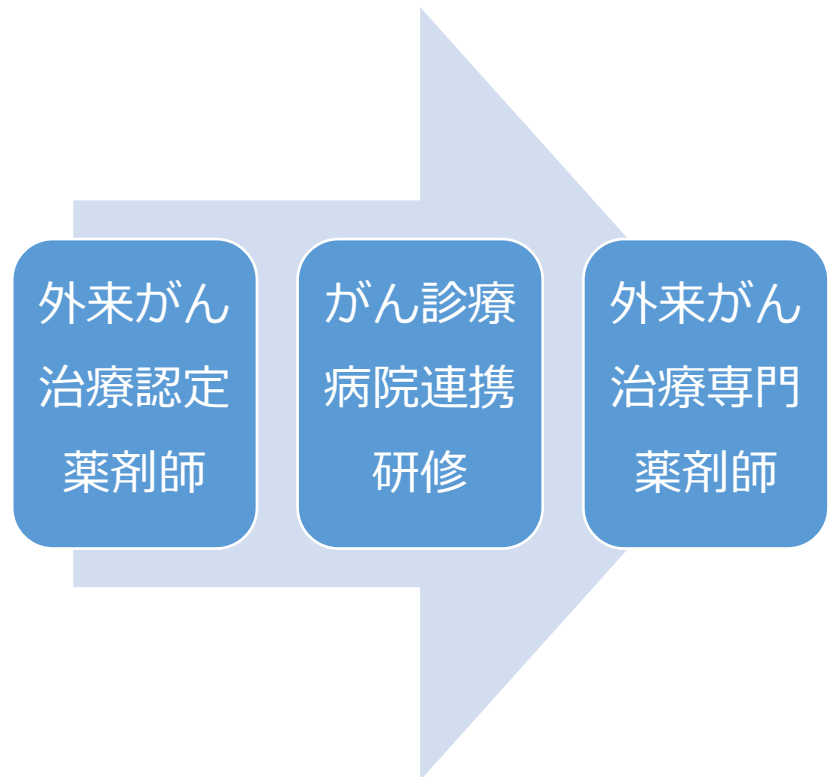 外来がん
治療認定
薬剤師
がん診療
病院連携
研修
外来がん
治療専門
薬剤師